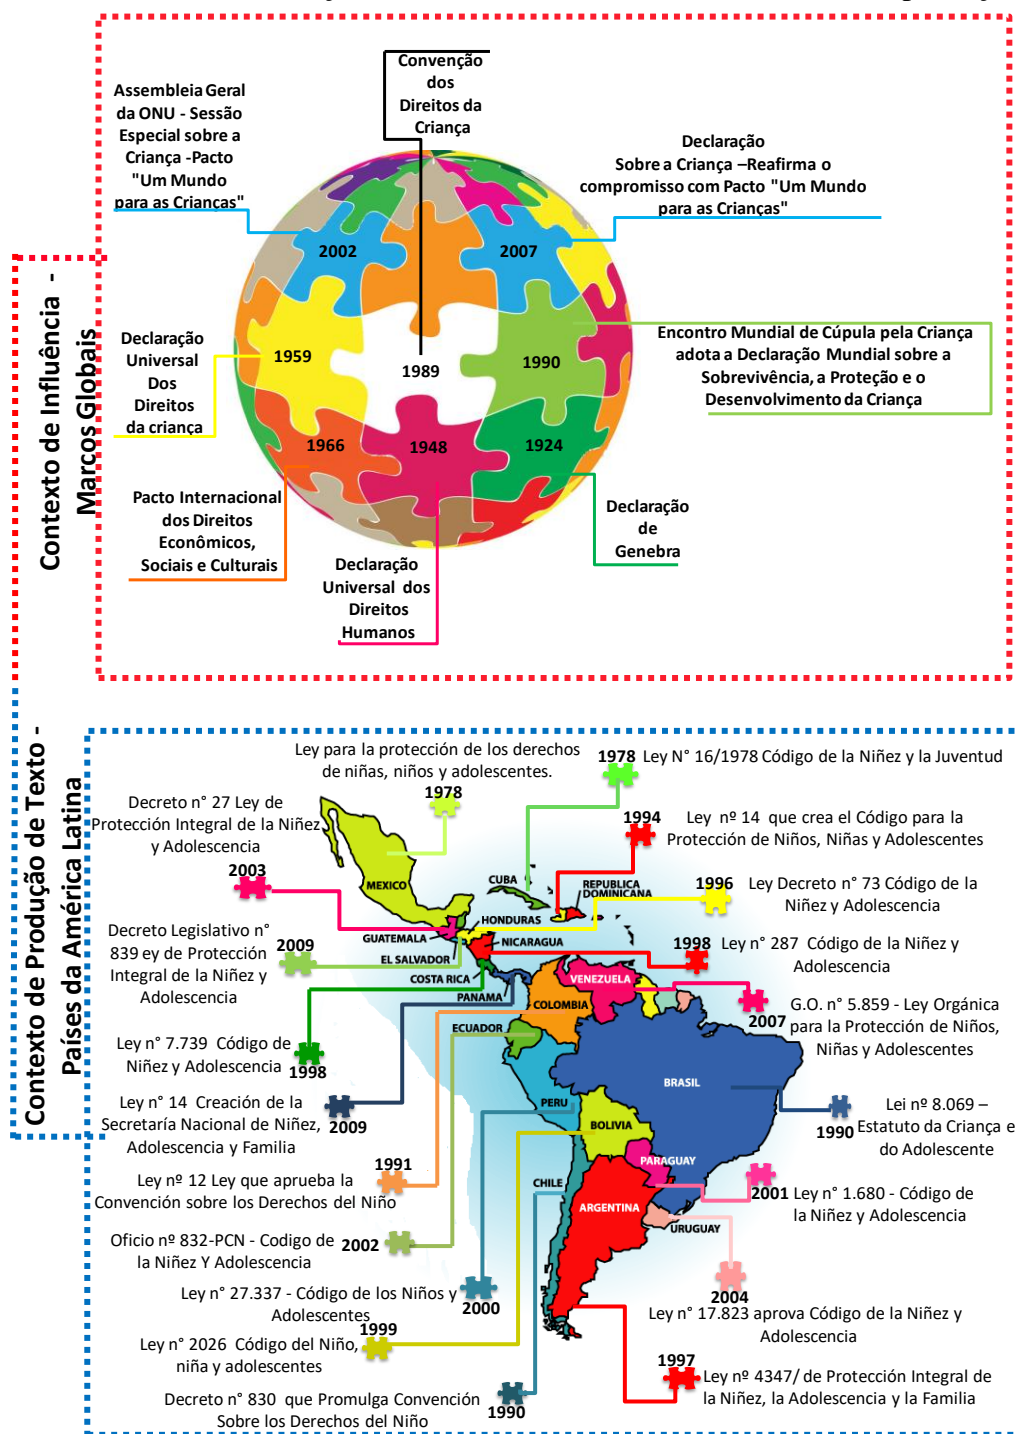 Convenção
dos
Direitos da
Criança
Assembleia Geral
da ONU - Sessão
Especial sobre a
Criança -Pacto
"Um Mundo
para as Crianças"
Declaração
Sobre a Criança –Reafirma o
compromisso com Pacto "Um Mundo
para as Crianças"
2002
2007
Declaração
Universal
Dos
Direitos
da criança
1959
1989
1990
Encontro Mundial de Cúpula pela Criança
adota a Declaração Mundial sobre a
Sobrevivência, a Proteção e o
Desenvolvimento da Criança
1966
1948
1924
Pacto Internacional
dos Direitos
Econômicos,
Sociais e Culturais
Declaração
Universal dos
Direitos
Humanos
Declaração
de
Genebra
Contexto de Influência -
Marcos Globais
Contexto de Produção de Texto -
Países da América Latina
Ley para la protección de los derechos
de niñas, niños y adolescentes.
1978
1978
Ley N° 16/1978 Código de la Niñez y la Juventud
Decreto n° 27 Ley de
Protección Integral de la Niñez
y Adolescencia
2003
1994
Ley nº 14 que crea el Código para la
Protección de Niños, Niñas y Adolescentes
1996
Ley Decreto n° 73 Código de la
Niñez y Adolescencia
Decreto Legislativo n°
839 ey de Protección
Integral de la Niñez y
Adolescencia
2009
1998
Ley n° 287 Código de la Niñez y
Adolescencia
2007
G.O. n° 5.859 - Ley Orgánica
para la Protección de Niños,
Niñas y Adolescentes
Ley n° 7.739 Código de
Niñez y Adolescencia
1998
Ley n° 14 Creación de la
Secretaría Nacional de Niñez,
Adolescencia y Familia
2009
1990
Lei nº 8.069 –
Estatuto da Criança e
do Adolescente
1991
Ley nº 12 Ley que aprueba la
Convención sobre los Derechos del Niño
2001
Ley n° 1.680 - Código de
la Niñez y Adolescencia
Oficio nº 832-PCN - Codigo de
la Niñez Y Adolescencia
2002
Ley n° 27.337 - Código de los Niños y
Adolescentes
2000
2004
Ley n° 17.823 aprova Código de la Niñez y
Adolescencia
1999
Ley n° 2026 Código del Niño,
niña y adolescentes
1997
Ley nº 4347/ de Protección Integral de
la Niñez, la Adolescencia y la Familia
Decreto n° 830 que Promulga Convención
Sobre los Derechos del Niño
1990
MEXICO
CUBA
REPUBLICA
DOMINICANA
HONDURAS
GUATEMALA
NICARAGUA
EL SALVADOR
COSTA RICA
PANAMA
VENEZUELA
COLOMBIA
ECUADOR
BRASIL
PERU
BOLIVIA
PARAGUAY
CHILE
ARGENTINA
URUGUAY